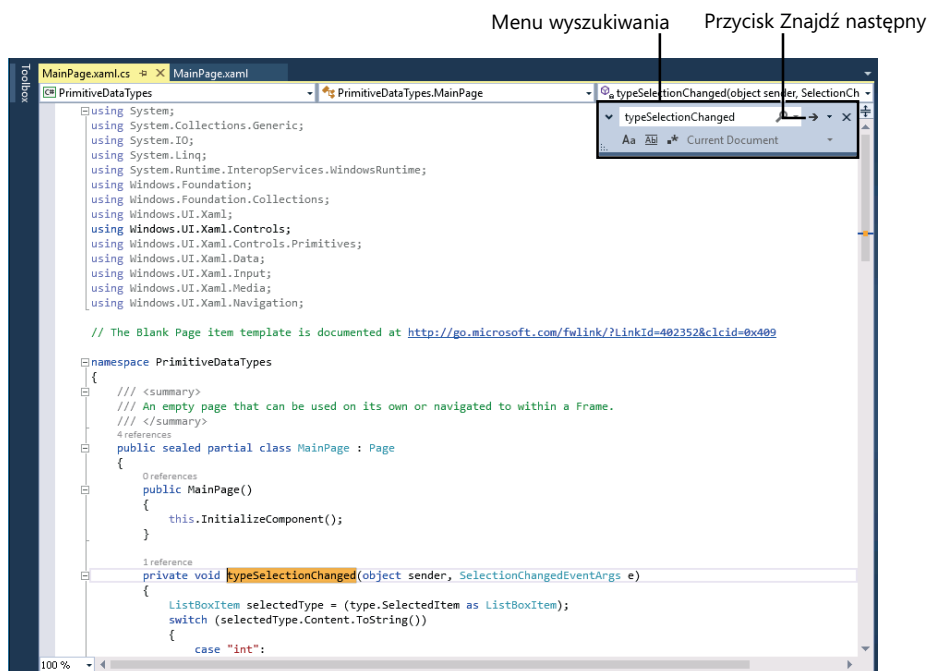 Menu wyszukiwania Przycisk Znajdź następny
Toolbox
MainPage.xaml.cs MainPage.xaml
C# PrimitiveDataTypes PrimitiveDataTypes.MainPage typeSelectionChanged(object sender, SelectionCh
typeSelectionChanged
Aa Abl .* Current Document
using System;
using System.Collections.Generic;
using System.IO;
using System.Linq;
using System.Runtime.InteropServices.WindowsRuntime;
using Windows.Foundation;
using Windows.Foundation.Collections;
using Windows.UI.Xaml;
using Windows.UI.Xaml.Controls;
using Windows.UI.Xaml.Controls.Primitives;
using Windows.UI.Xaml.Data;
using Windows.UI.Xaml.Input;
using Windows.UI.Xaml.Media;
using Windows.UI.Xaml.Navigation;
// The Blank Page item template is documented at http://go.microsoft.com/fwlink/?LinkId=402352&clcid=0x409
namespace PrimitiveDataTypes
{
/// <summary>
/// An empty page that can be used on its own or navigated to within a Frame.
/// </summary>
4 references
public sealed partial class MainPage : Page
{
0 references
public MainPage()
{
this.InitializeComponent();
}
1 reference
private void typeSelectionChanged(object sender, SelectionChangedEventArgs e)
{
ListBoxItem selectedType = (type.SelectedItem as ListBoxItem);
switch (selectedType.Content.ToString())
{
case "int":
100 %